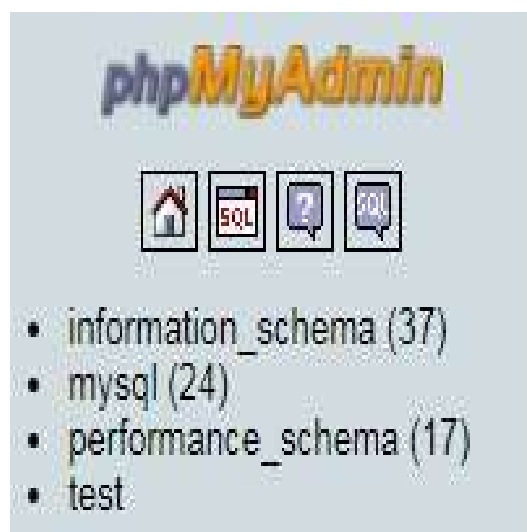 phpMyAdmin
SQL ? SQL
information_schema (37)
mysql (24)
performance_schema (17)
test